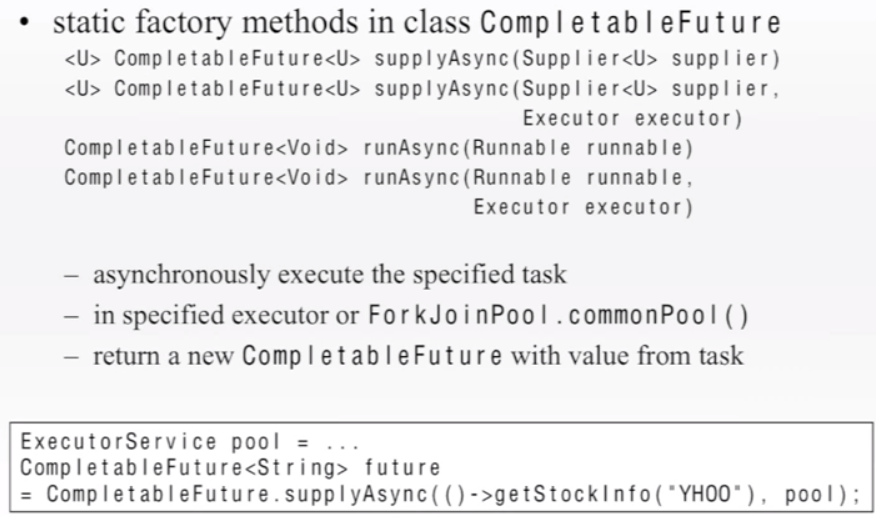 • static factory methods in class CompletableFuture
<U> CompletableFuture<U> supplyAsync(Supplier<U> supplier)
<U> CompletableFuture<U> supplyAsync(Supplier<U> supplier,
Executor executor)
CompletableFuture<Void> runAsync(Runnable runnable)
CompletableFuture<Void> runAsync(Runnable runnable,
Executor executor)
– asynchronously execute the specified task
– in specified executor or ForkJoinPool.commonPool()
– return a new CompletableFuture with value from task
ExecutorService pool = ...
CompletableFuture<String> future
= CompletableFuture.supplyAsync(()->getStockInfo("YHOO"), pool);